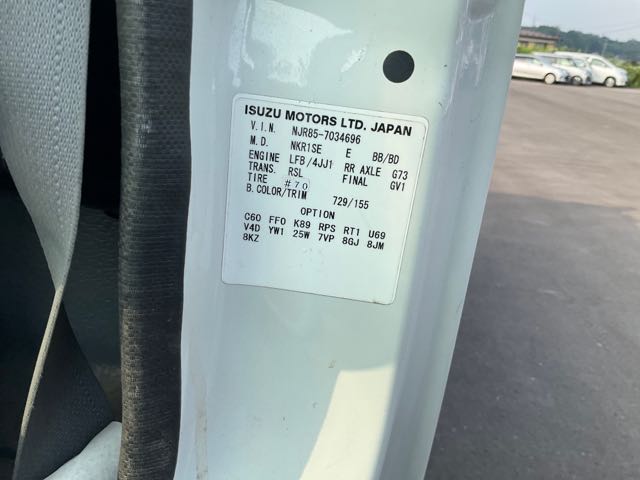 ISUZU MOTORS LTD. JAPAN
V.I.N. NJR85-7034696
M.D. NKR1SE E BB/BD
ENGINE LFB/4JJ1 RR AXLE G73
TRANS. RSL FINAL GV1
TIRE #70
B.COLOR/TRIM 729/155
OPTION
C60 FF0 K89 RPS RT1 U69
V4D YW1 25W 7VP 8GJ 8JM
8KZ